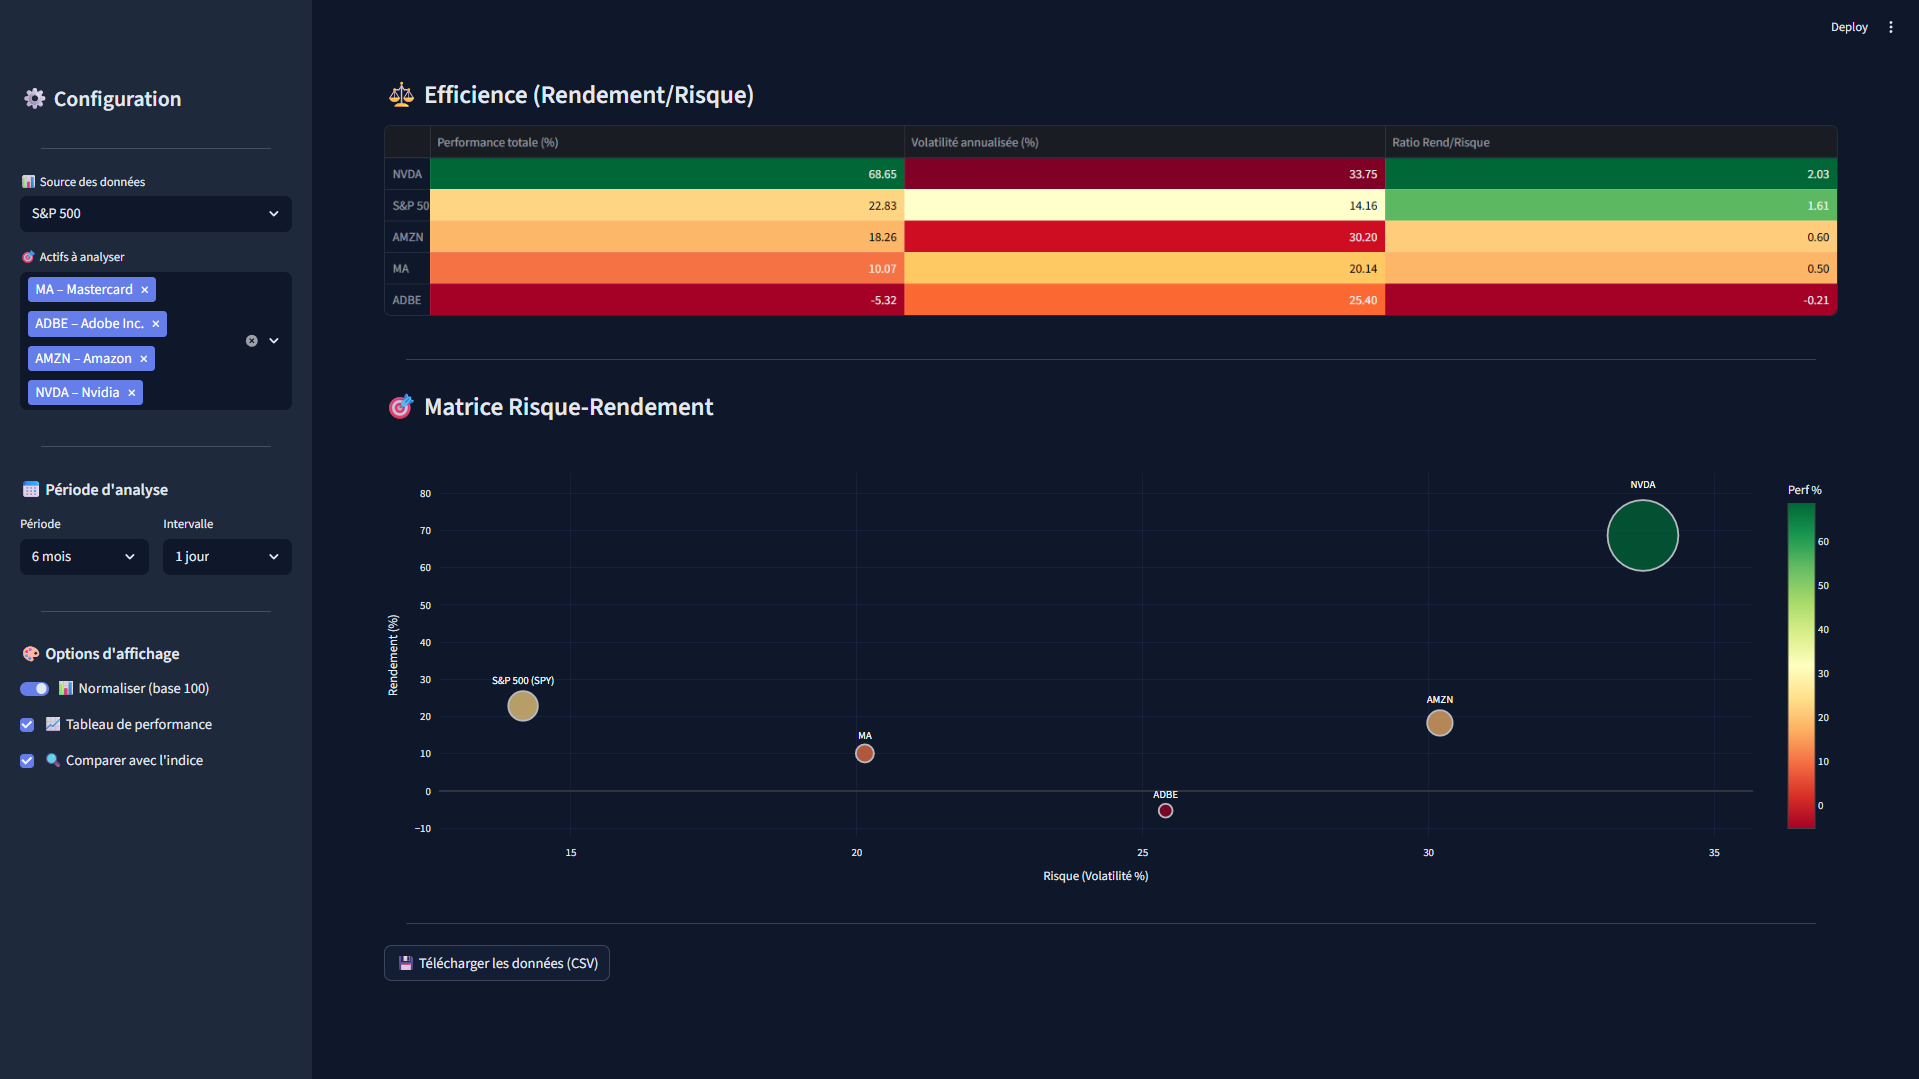 Deploy
Configuration
Source des données
S&P 500
Actifs à analyser
MA – Mastercard ×
ADBE – Adobe Inc. ×
AMZN – Amazon ×
NVDA – Nvidia ×
Période d'analyse
Période Intervalle
6 mois 1 jour
Options d'affichage
Normaliser (base 100)
Tableau de performance
Comparer avec l'indice
Efficience (Rendement/Risque)
Performance totale (%) Volatilité annualisée (%) Ratio Rend/Risque
NVDA 68.65 33.75 2.03
S&P 50 22.83 14.16 1.61
AMZN 18.26 30.20 0.60
MA 10.07 20.14 0.50
ADBE -5.32 25.40 -0.21
Matrice Risque-Rendement
80
70
60
50
40
30
20
10
0
−10
Rendement (%)
NVDA
S&P 500 (SPY)
AMZN
MA
ADBE
15 20 25 30 35
Risque (Volatilité %)
Perf %
60
50
40
30
20
10
0
Télécharger les données (CSV)